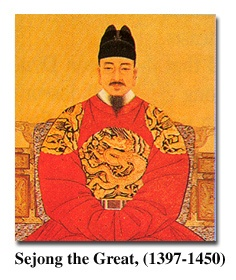 Sejong the Great, (1397-1450)